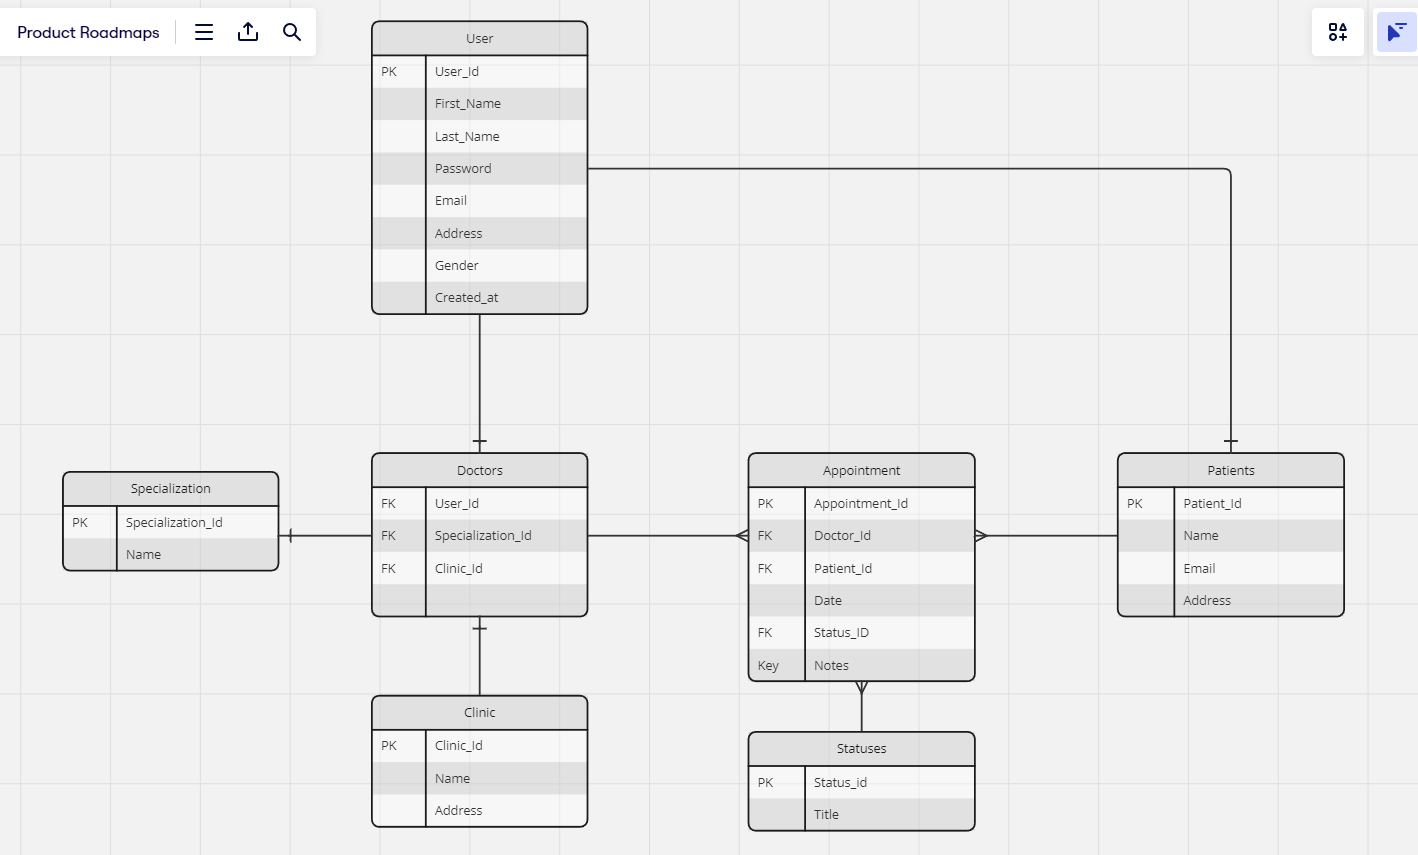 Product Roadmaps
User
PK User_Id
First_Name
Last_Name
Password
Email
Address
Gender
Created_at
Specialization
PK Specialization_Id
Name
Doctors
FK User_Id
FK Specialization_Id
FK Clinic_Id
Appointment
PK Appointment_Id
FK Doctor_Id
FK Patient_Id
Date
FK Status_ID
Key Notes
Patients
PK Patient_Id
Name
Email
Address
Clinic
PK Clinic_Id
Name
Address
Statuses
PK Status_id
Title